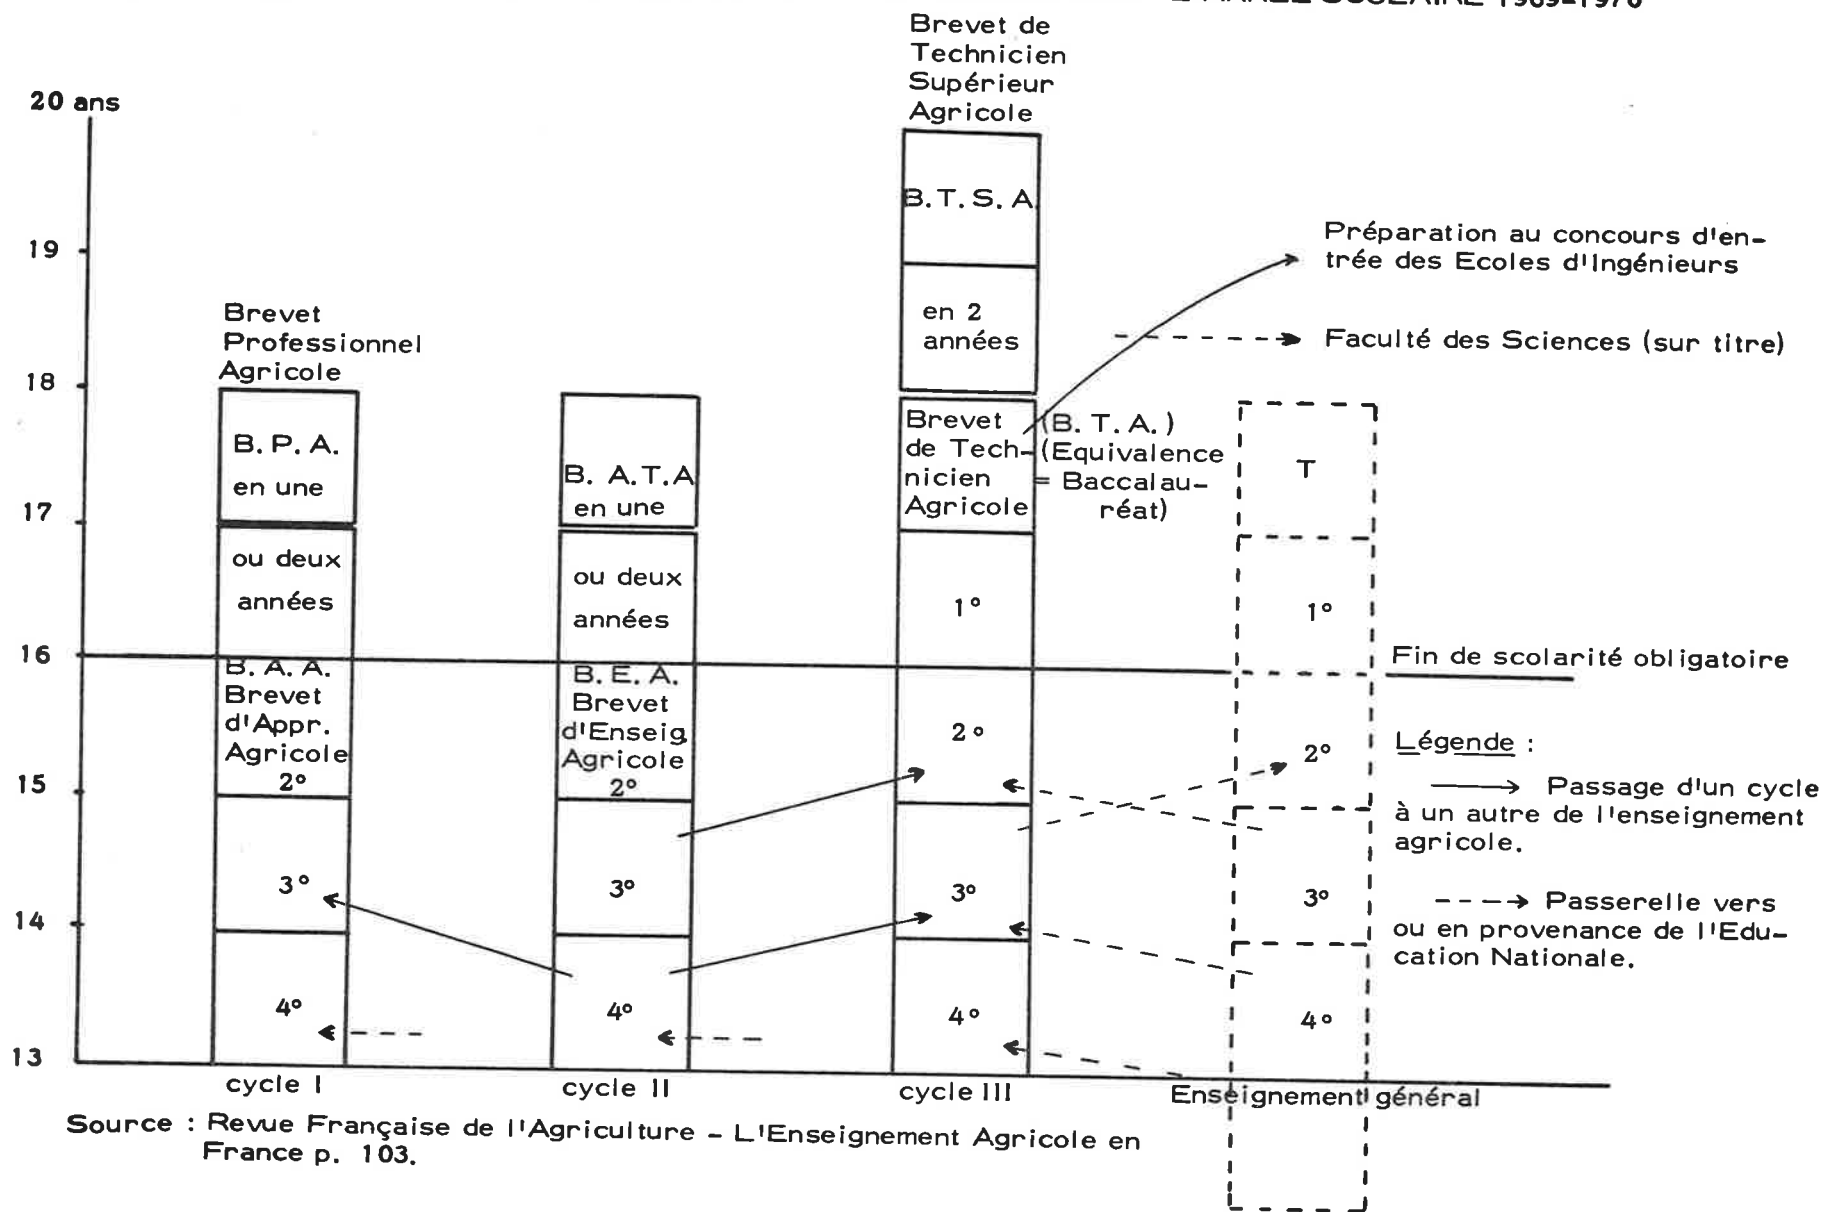 ANNEE SCOLAIRE 1969-1970
Brevet de
Technicien
Supérieur
Agricole
20 ans
B.T.S.A.
19
Préparation au concours d'en-
trée des Ecoles d'Ingénieurs
en 2
années
Faculté des Sciences (sur titre)
Brevet
Professionnel
Agricole
18
B.P.A.
en une
B. A.T.A
en une
Brevet
de Tech-
nicien
Agricole
(B.T.A.)
(Equivalence
= Baccalau-
réat)
T
17
ou deux
années
ou deux
années
1°
1°
16
Fin de scolarité obligatoire
B.A.A.
Brevet
d'Appr.
Agricole
2°
B.E.A.
Brevet
d'Enseig
Agricole
2°
2°
2°
15
Légende :
Passage d'un cycle
à un autre de l'enseignement
agricole.
3°
3°
3°
3°
Passerelle vers
ou en provenance de l'Edu-
cation Nationale.
14
4°
4°
4°
4°
13
cycle I
cycle II
cycle III
Enseignement général
Source : Revue Française de l'Agriculture - L'Enseignement Agricole en
France p. 103.